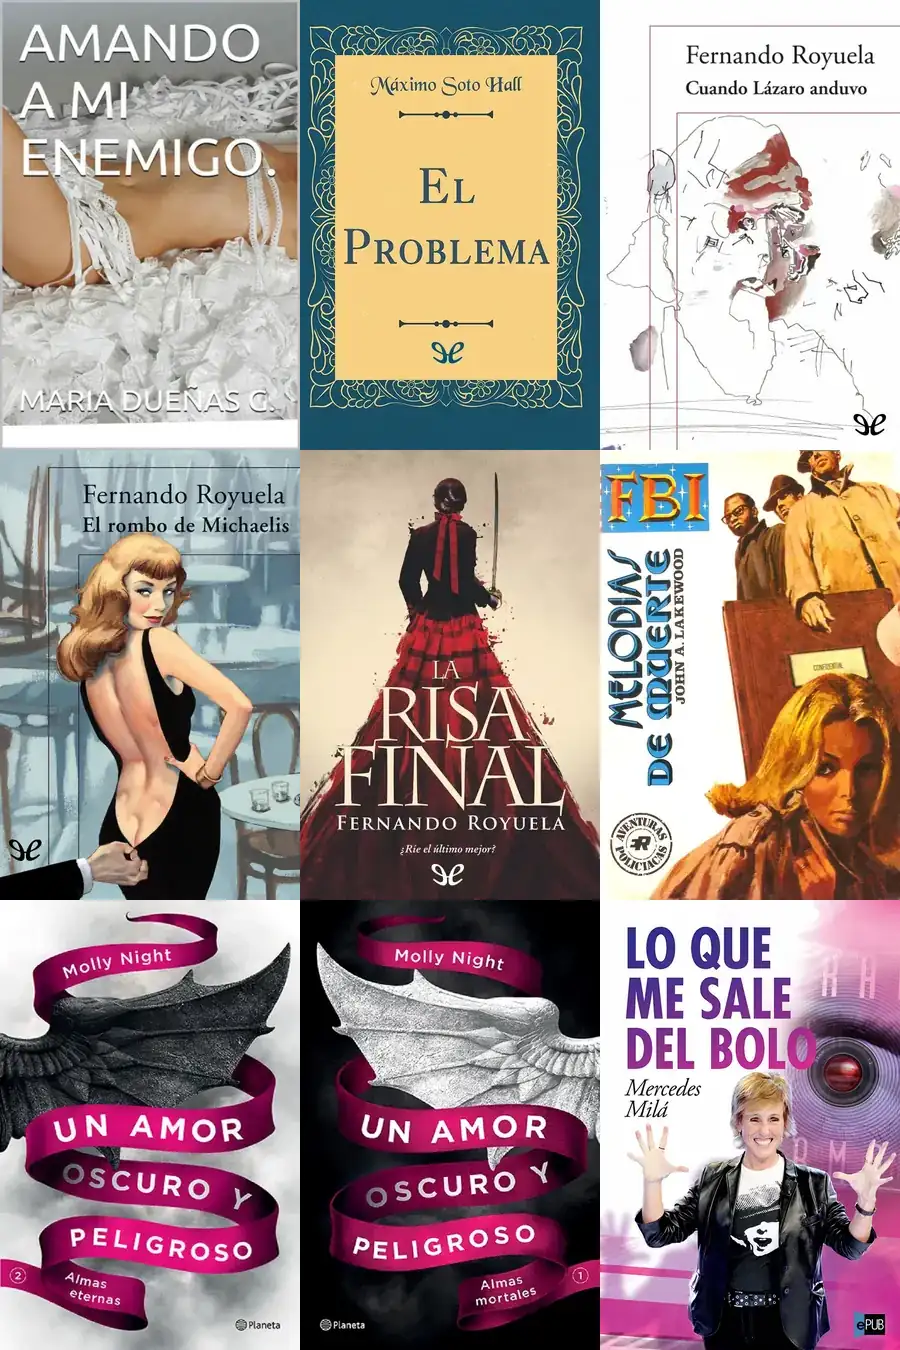 AMANDO
A MI
ENEMIGO.
MARIA DUEÑAS G.
Máximo Soto Hall
EL
PROBLEMA
Fernando Royuela
Cuando Lázaro anduvo
Fernando Royuela
El rombo de Michaelis
LA
RISA
FINAL
FERNANDO ROYUELA
¿Ríe el último mejor?
FBI
MELODIAS
DE MUERTE
JOHN A. LAKEWOOD
CONFIDENTIAL
AVENTURAS
POLICIACAS
Molly Night
UN AMOR
OSCURO Y
PELIGROSO
2
Almas
eternas
Planeta
Molly Night
UN AMOR
OSCURO Y
PELIGROSO
Almas
mortales
1
Planeta
LO QUE
ME SALE
DEL BOLO
Mercedes
Milá
ePUB